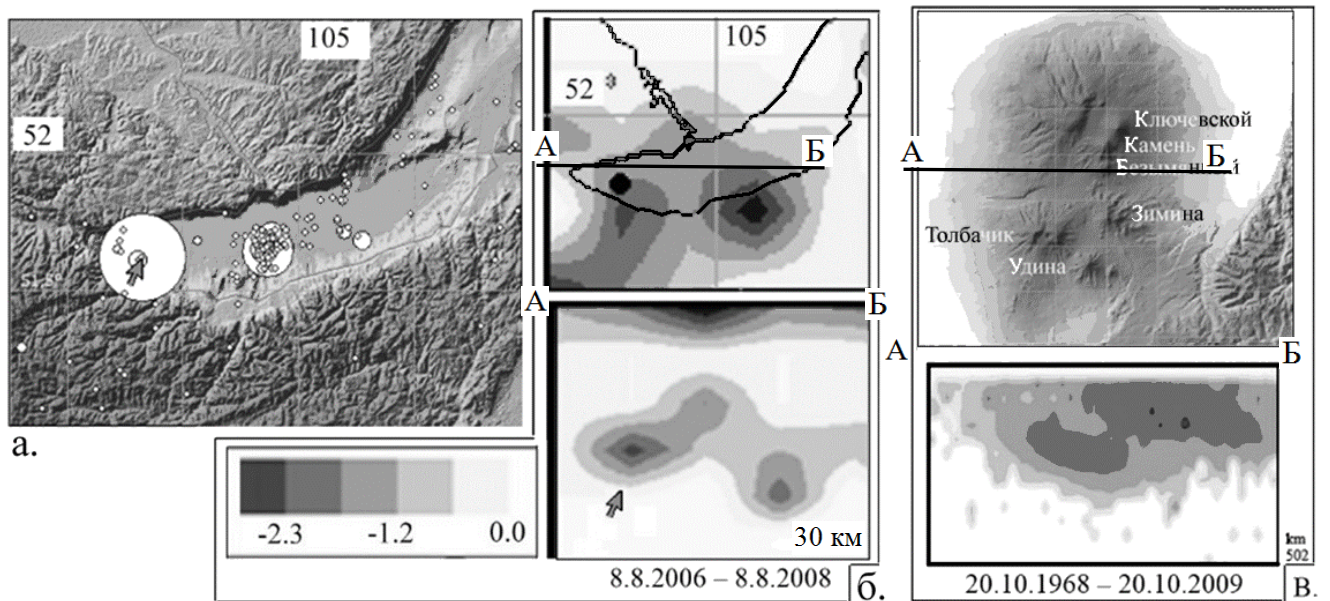 105
52
а.
105
52
А
Б
А
Б
30 км
8.8.2006 – 8.8.2008
б.
-2.3
-1.2
0.0
Ключевской
Камень
Безымянный
А
Б
Зимина
Толбачик
Удина
А
Б
km
502
20.10.1968 – 20.10.2009
в.